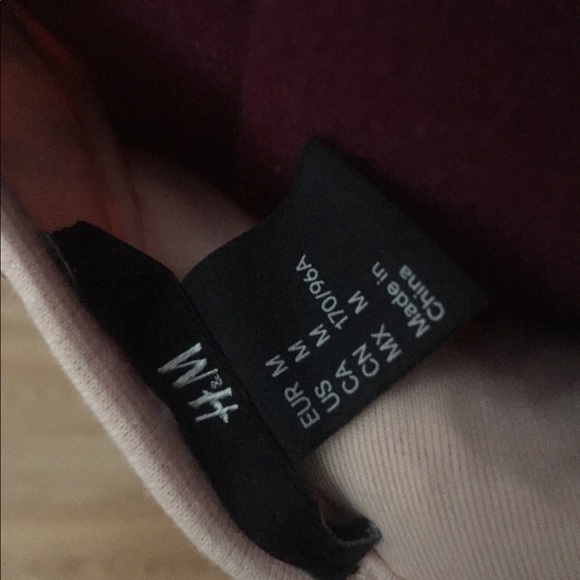 H&M
EUR M
US M
CA M
CN 170/96A
MX M
Made in
China